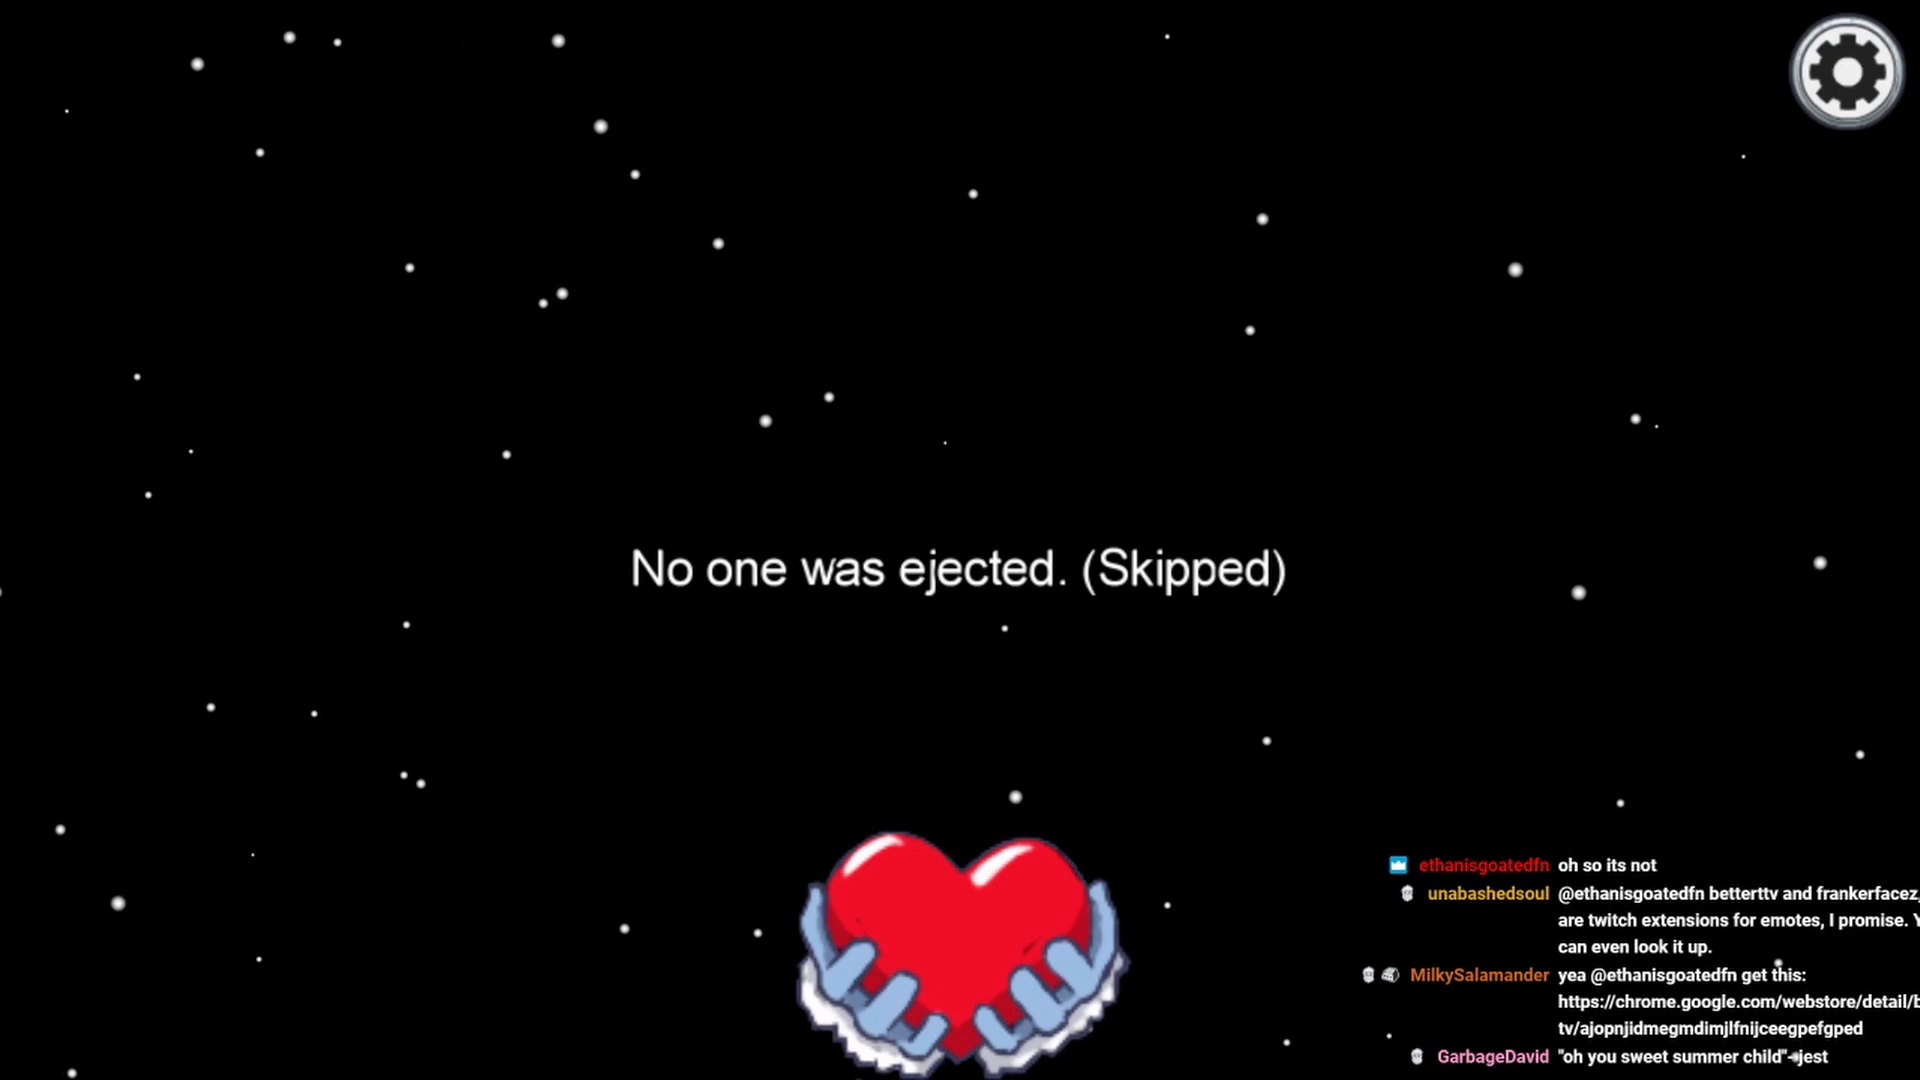 No one was ejected. (Skipped)
ethanisgoatedfn oh so its not
unabashedsoul @ethanisgoatedfn betterttv and frankerfacez,
are twitch extensions for emotes, I promise. Y
can even look it up.
MilkySalamander yea @ethanisgoatedfn get this:
https://chrome.google.com/webstore/detail/b
tv/ajopnjidmegmdimjlfnijceegpefgped
GarbageDavid "oh you sweet summer child"-jest